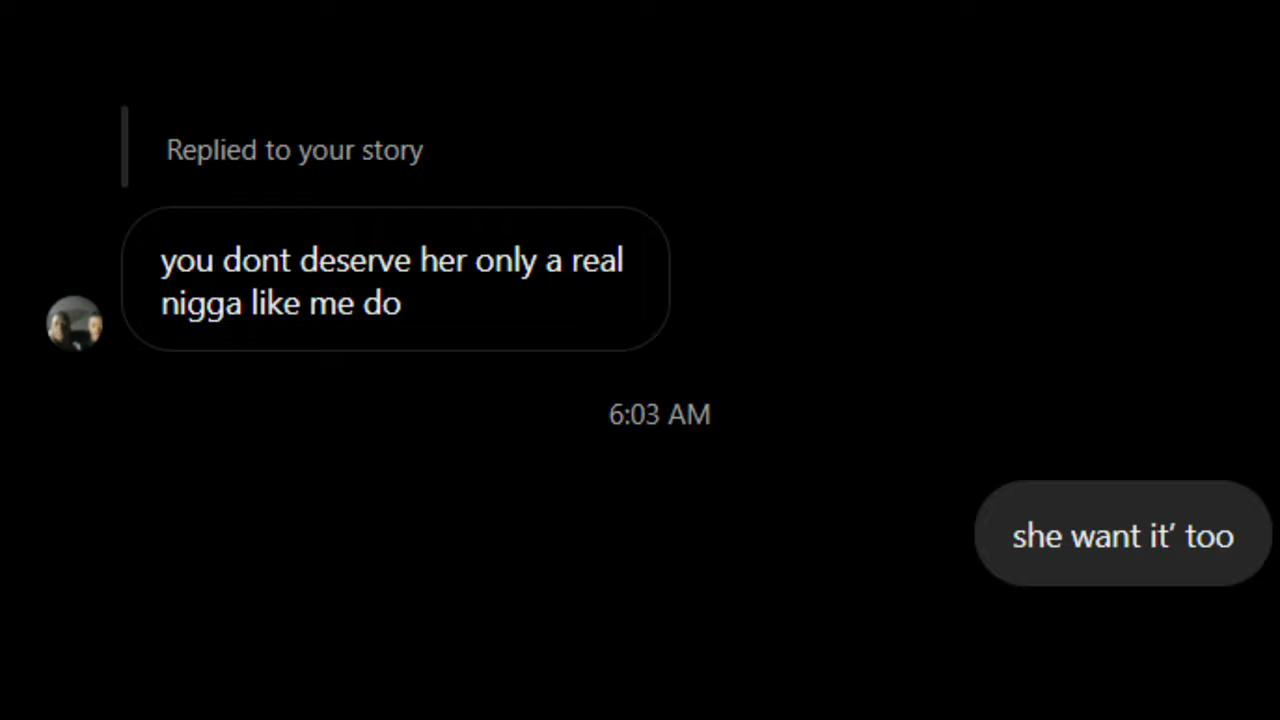 Replied to your story
you dont deserve her only a real
nigga like me do
6:03 AM
she want it’ too